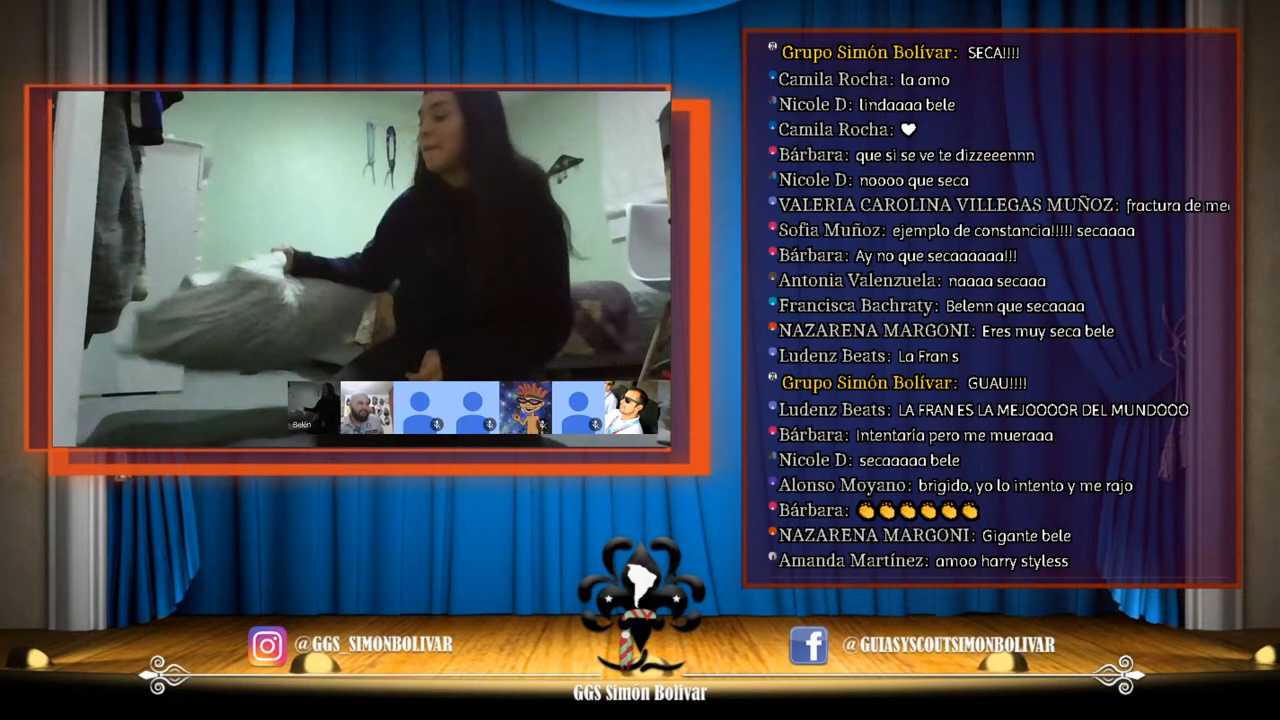 Grupo Simón Bolívar: SECA!!!!
Camila Rocha: la amo
Nicole D: lindaaaa bele
Camila Rocha: 🤍
Bárbara: que si se ve te dizzeeennn
Nicole D: noooo que seca
VALERIA CAROLINA VILLEGAS MUÑOZ: fractura de
Sofia Muñoz: ejemplo de constancia!!!!! secaaaa
Bárbara: Ay no que secaaaaaa!!!
Antonia Valenzuela: naaaa secaaa
Francisca Bachraty: Belenn que secaaaa
NAZARENA MARGONI: Eres muy seca bele
Ludenz Beats: La Fran s
Grupo Simón Bolívar: GUAU!!!!
Ludenz Beats: LA FRAN ES LA MEJOOOOR DEL MUNDOOO
Bárbara: Intentaría pero me mueraaa
Nicole D: secaaaaa bele
Alonso Moyano: brigido, yo lo intento y me rajo
Bárbara: 👏👏👏👏👏👏
NAZARENA MARGONI: Gigante bele
Amanda Martínez: amoo harry styless
Belén
@GGS_SIMONBOLIVAR
@GUIASYSCOUTSIMONBOLIVAR
GGS Simon Bolivar